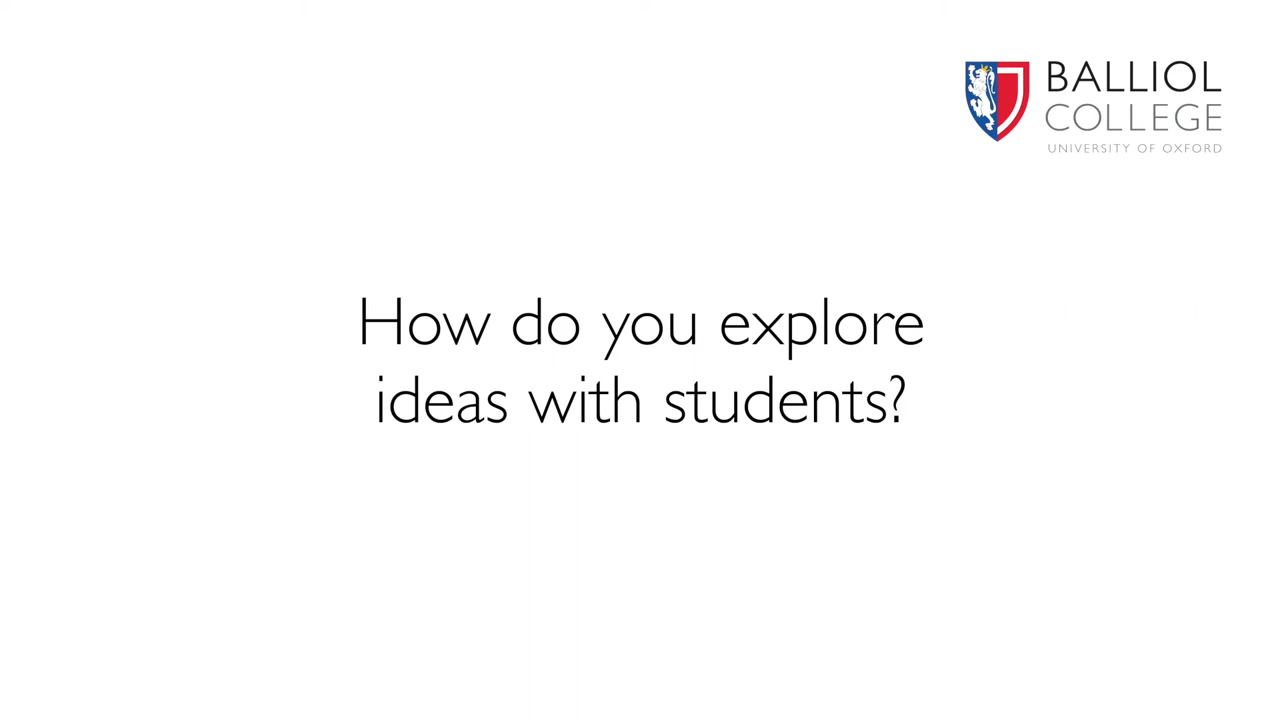 BALLIOL
COLLEGE
UNIVERSITY OF OXFORD
How do you explore
ideas with students?